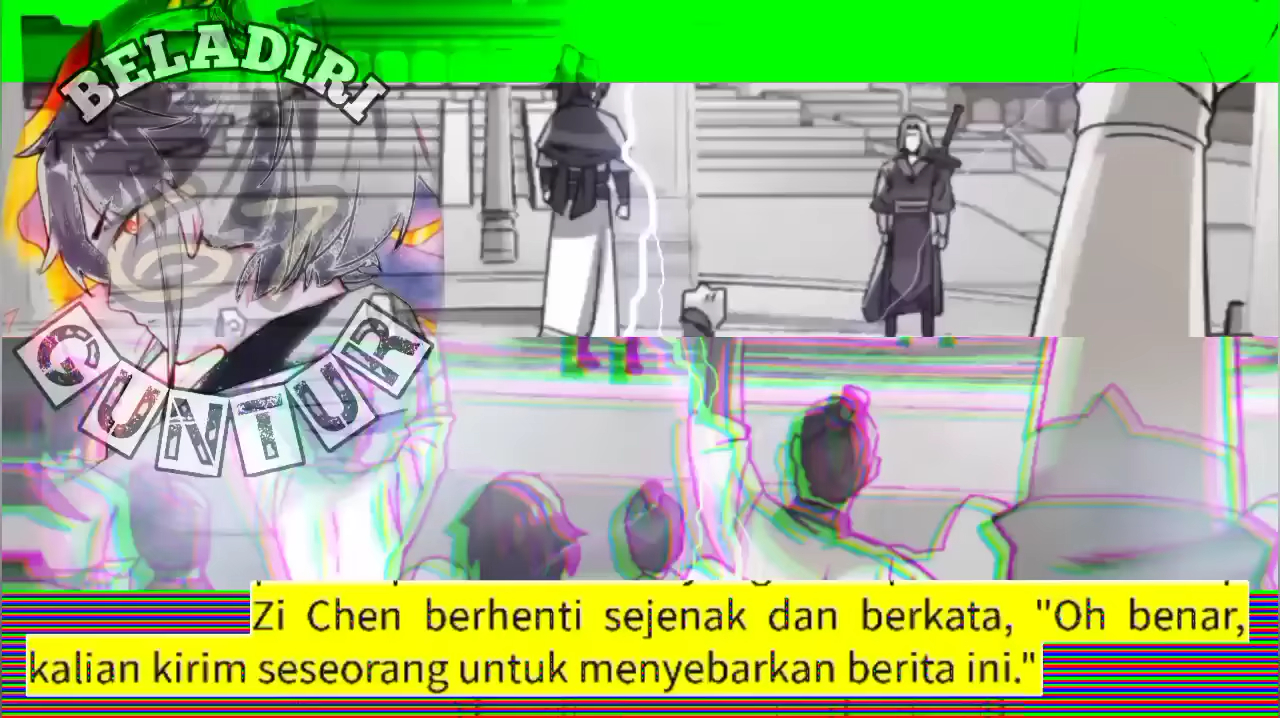 BELADIRI
GUNTUR
Zi Chen berhenti sejenak dan berkata, "Oh benar,
kalian kirim seseorang untuk menyebarkan berita ini."